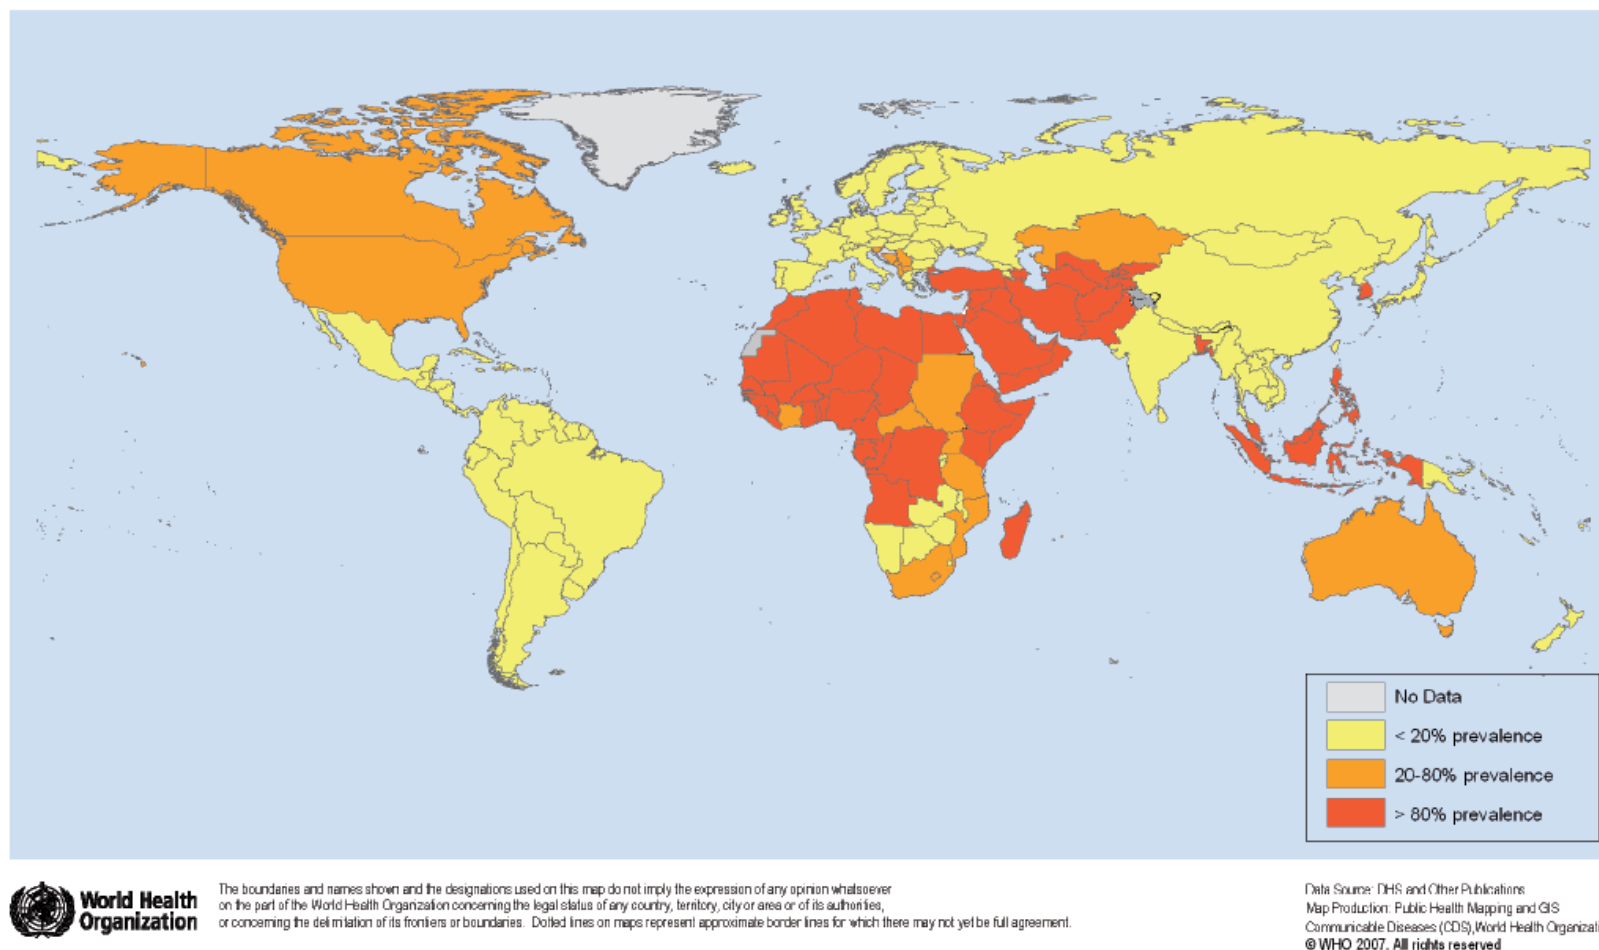 No Data
< 20% prevalence
20-80% prevalence
> 80% prevalence
World Health
Organization
The boundaries and names shown and the designations used on this map do not imply the expression of any opinion whatsoever
on the part of the World Health Organization concerning the legal status of any country, territory, city or area or of its authorities,
or concerning the delimitation of its frontiers or boundaries. Dotted lines on maps represent approximate border lines for which there may not yet be full agreement.
Data Source: DHS and Other Publications
Map Production: Public Health Mapping and GIS
Communicable Diseases (CDS), World Health Organizati
© WHO 2007. All rights reserved